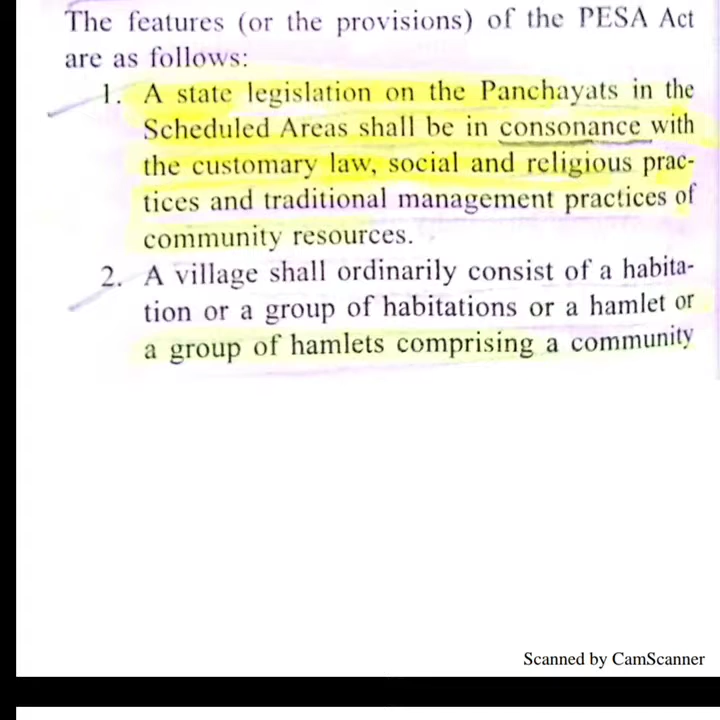 The features (or the provisions) of the PESA Act
are as follows:
1. A state legislation on the Panchayats in the
Scheduled Areas shall be in consonance with
the customary law, social and religious prac-
tices and traditional management practices of
community resources.
2. A village shall ordinarily consist of a habita-
tion or a group of habitations or a hamlet or
a group of hamlets comprising a community
Scanned by CamScanner